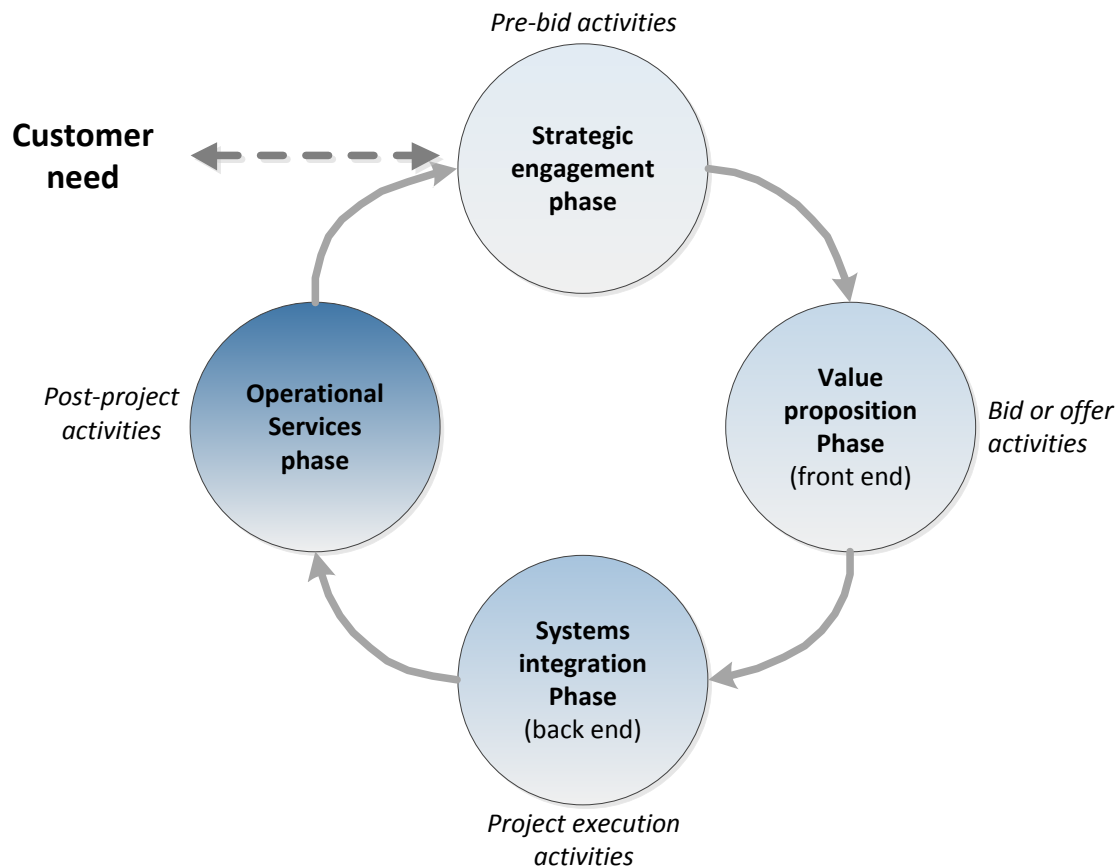 Pre-bid activities
Customer
need
Strategic
engagement
phase
Value
proposition
Phase
(front end)
Bid or offer
activities
Systems
integration
Phase
(back end)
Project execution
activities
Operational
Services
phase
Post-project
activities